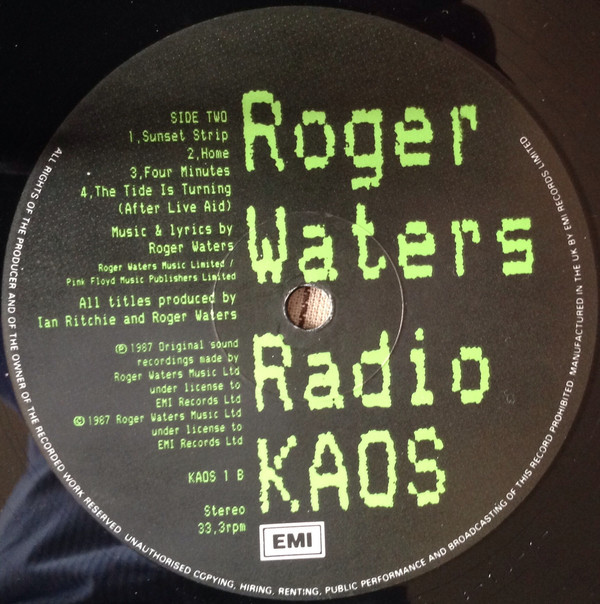 SIDE TWO
1,Sunset Strip
2,Home
3,Four Minutes
4,The Tide Is Turning
(After Live Aid)
Music & lyrics by
Roger Waters
Roger Waters Music Limited /
Pink Floyd Music Publishers Limited
All titles produced by
Ian Ritchie and Roger Waters
℗ 1987 Original sound
recordings made by
Roger Waters Music Ltd
under license to
EMI Records Ltd
© 1987 Roger Waters Music Ltd
under license to
EMI Records Ltd
KAOS 1 B
Stereo
33,3rpm
Roger
Waters
Radio
KAOS
EMI
ALL RIGHTS OF THE PRODUCER AND OF THE OWNER OF THE RECORDED WORK RESERVED. UNAUTHORISED COPYING, HIRING, RENTING, PUBLIC PERFORMANCE AND BROADCASTING OF THIS RECORD PROHIBITED. MANUFACTURED IN THE UK BY EMI RECORDS LIMITED